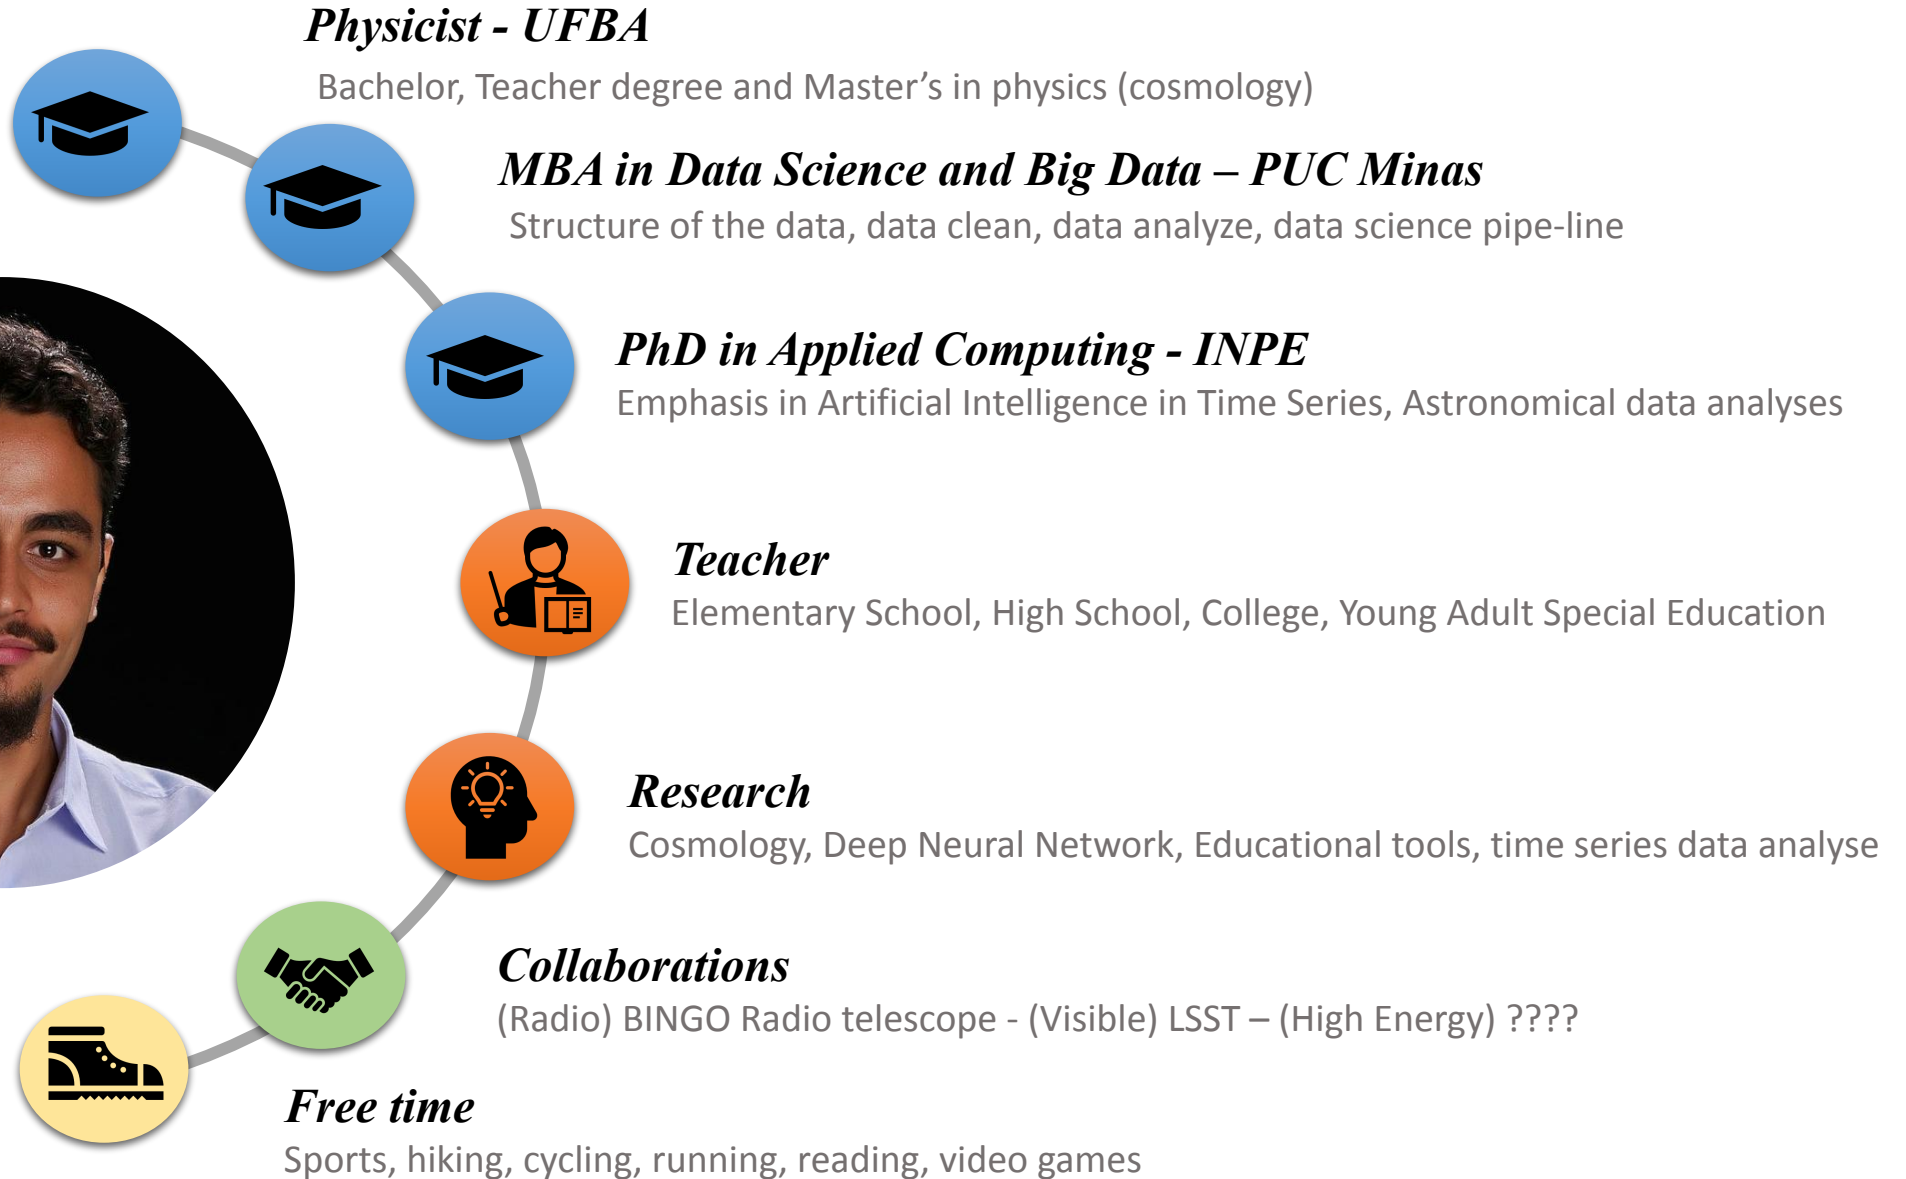 Physicist - UFBA
Bachelor, Teacher degree and Master's in physics (cosmology)
MBA in Data Science and Big Data – PUC Minas
Structure of the data, data clean, data analyze, data science pipe-line
PhD in Applied Computing - INPE
Emphasis in Artificial Intelligence in Time Series, Astronomical data analyses
Teacher
Elementary School, High School, College, Young Adult Special Education
Research
Cosmology, Deep Neural Network, Educational tools, time series data analyse
Collaborations
(Radio) BINGO Radio telescope - (Visible) LSST – (High Energy) ????
Free time
Sports, hiking, cycling, running, reading, video games